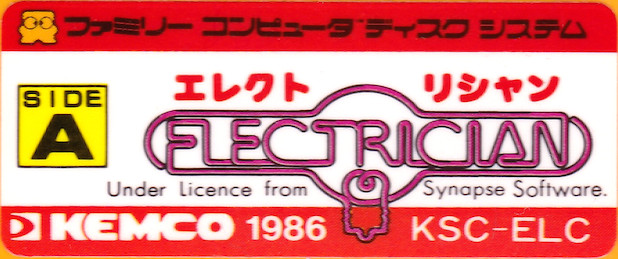 ファミリー コンピュータ ディスク システム
SIDE
A
エレクトリシャン
ELECTRICIAN
Under Licence from Synapse Software.
KEMCO 1986 KSC-ELC